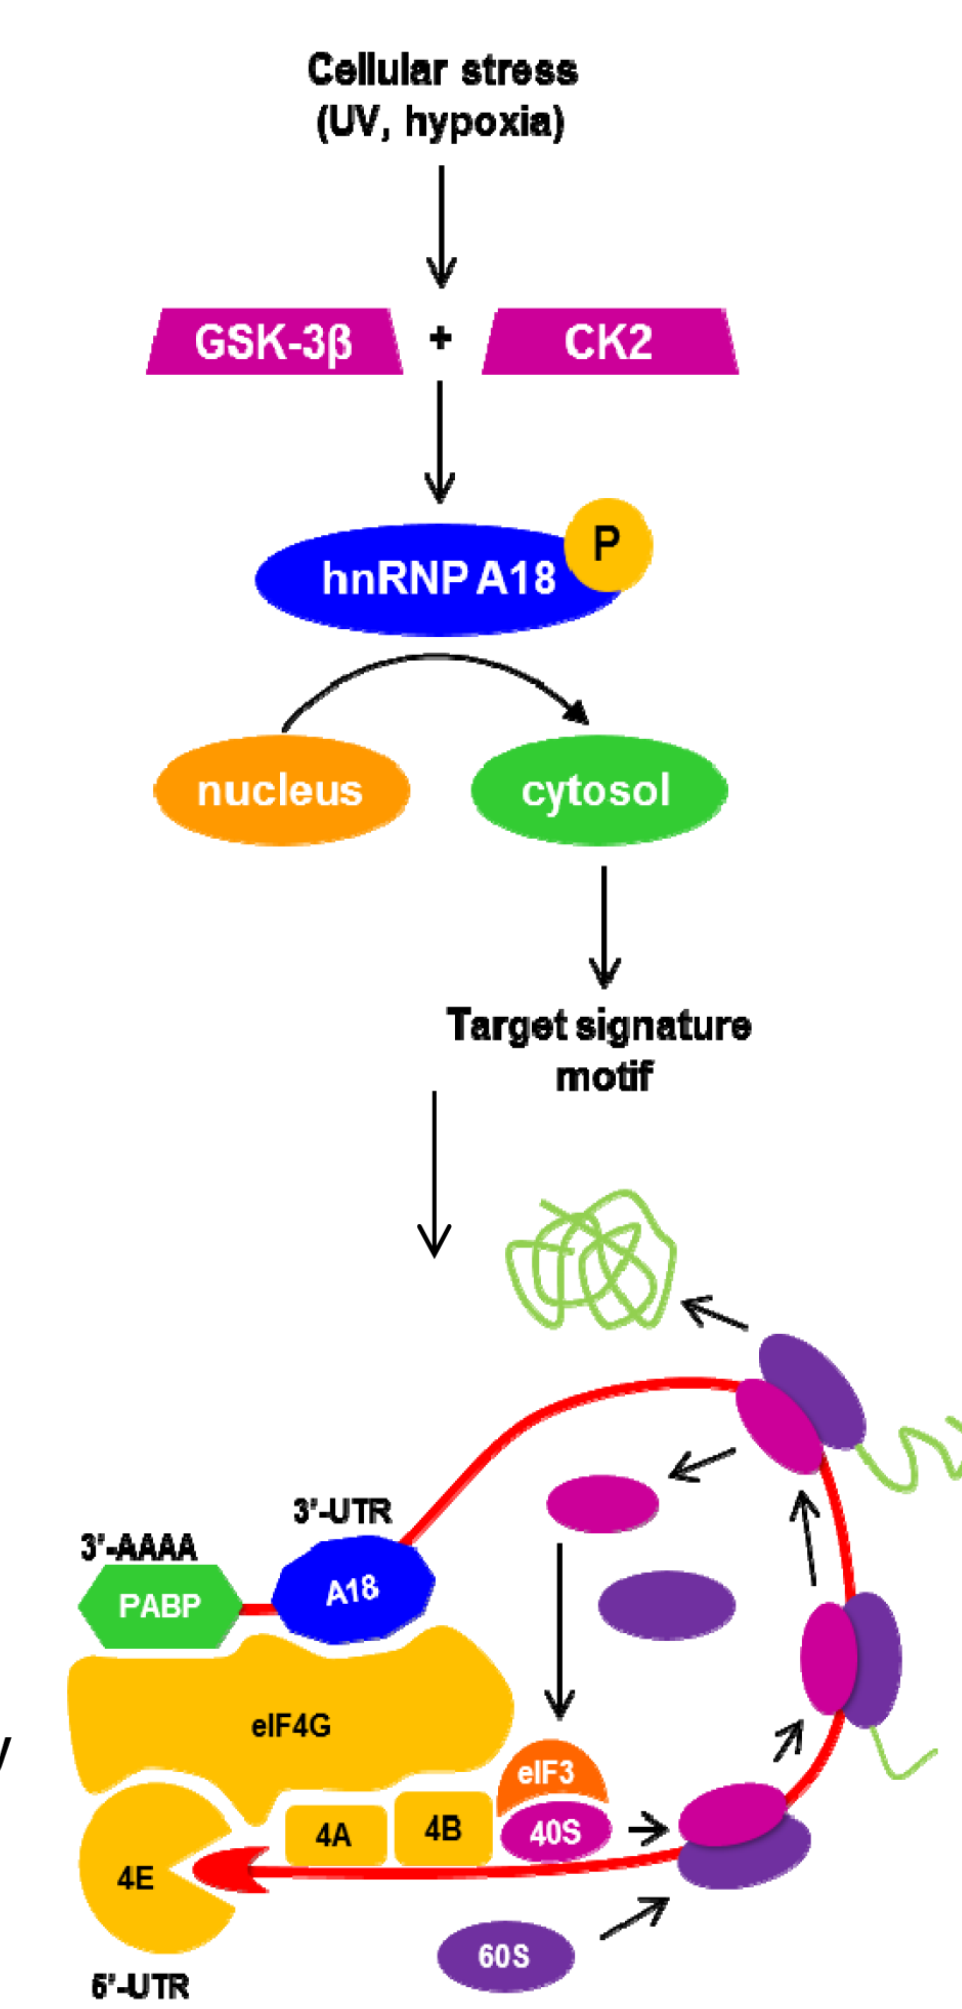 Cellular stress
(UV, hypoxia)
GSK-3β + CK2
hnRNP A18
P
nucleus
cytosol
Target signature
motif
3'-UTR
3'-AAAA
A18
PABP
eIF4G
eIF3
4A
4B
40S
4E
60S
5'-UTR